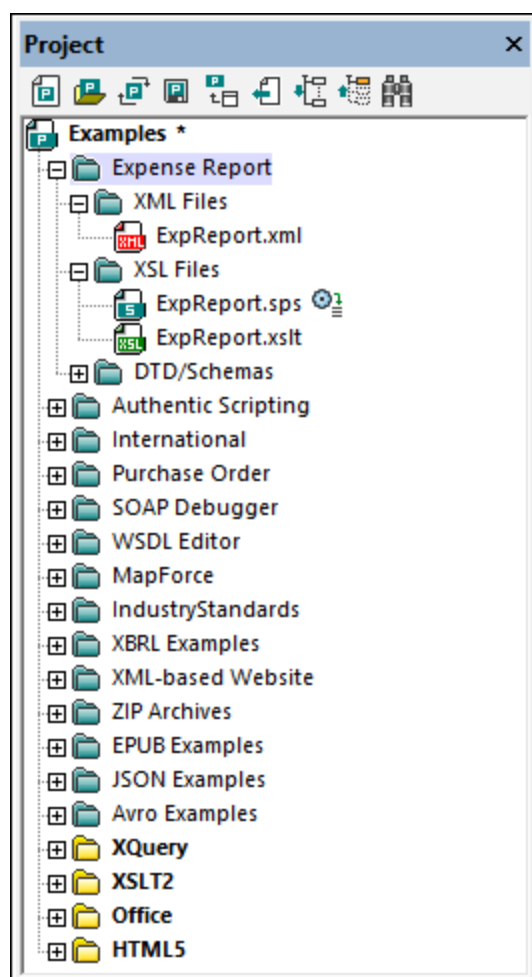 Project
Examples *
Expense Report
XML Files
ExpReport.xml
XSL Files
ExpReport.sps
ExpReport.xslt
DTD/Schemas
Authentic Scripting
International
Purchase Order
SOAP Debugger
WSDL Editor
MapForce
IndustryStandards
XBRL Examples
XML-based Website
ZIP Archives
EPUB Examples
JSON Examples
Avro Examples
XQuery
XSLT2
Office
HTML5